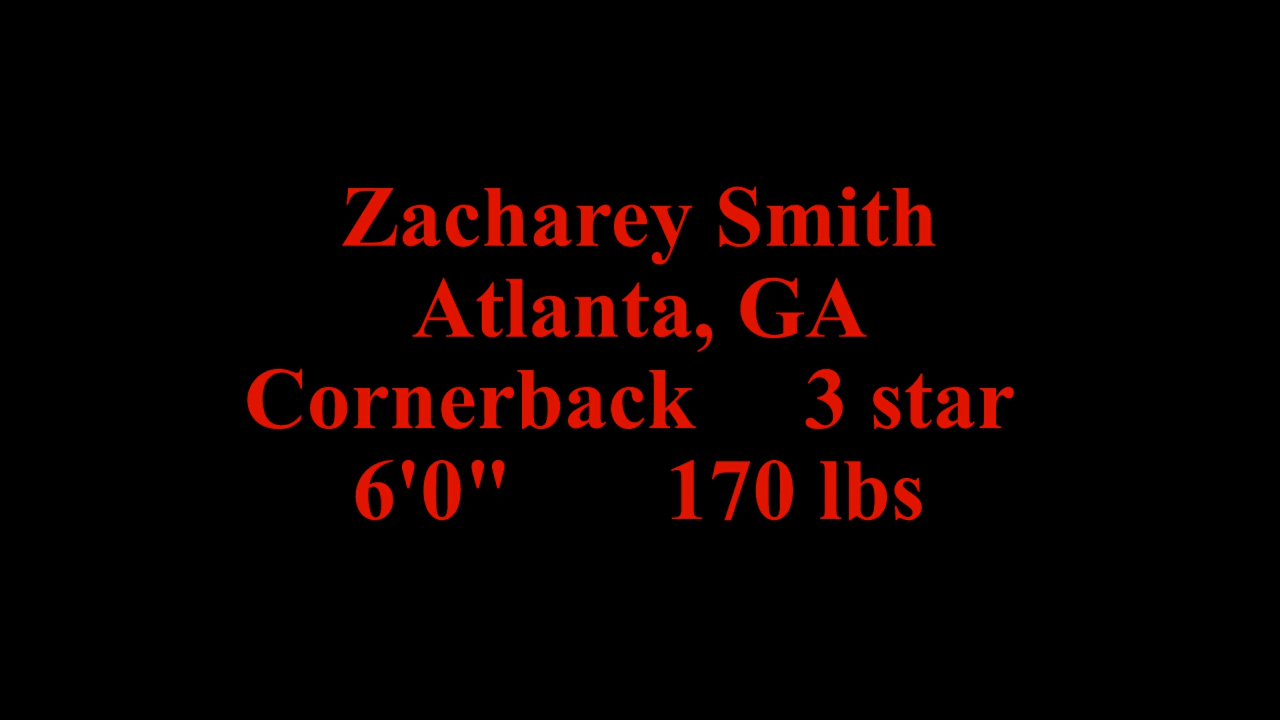 Zacharey Smith
Atlanta, GA
Cornerback 3 star
6'0" 170 lbs